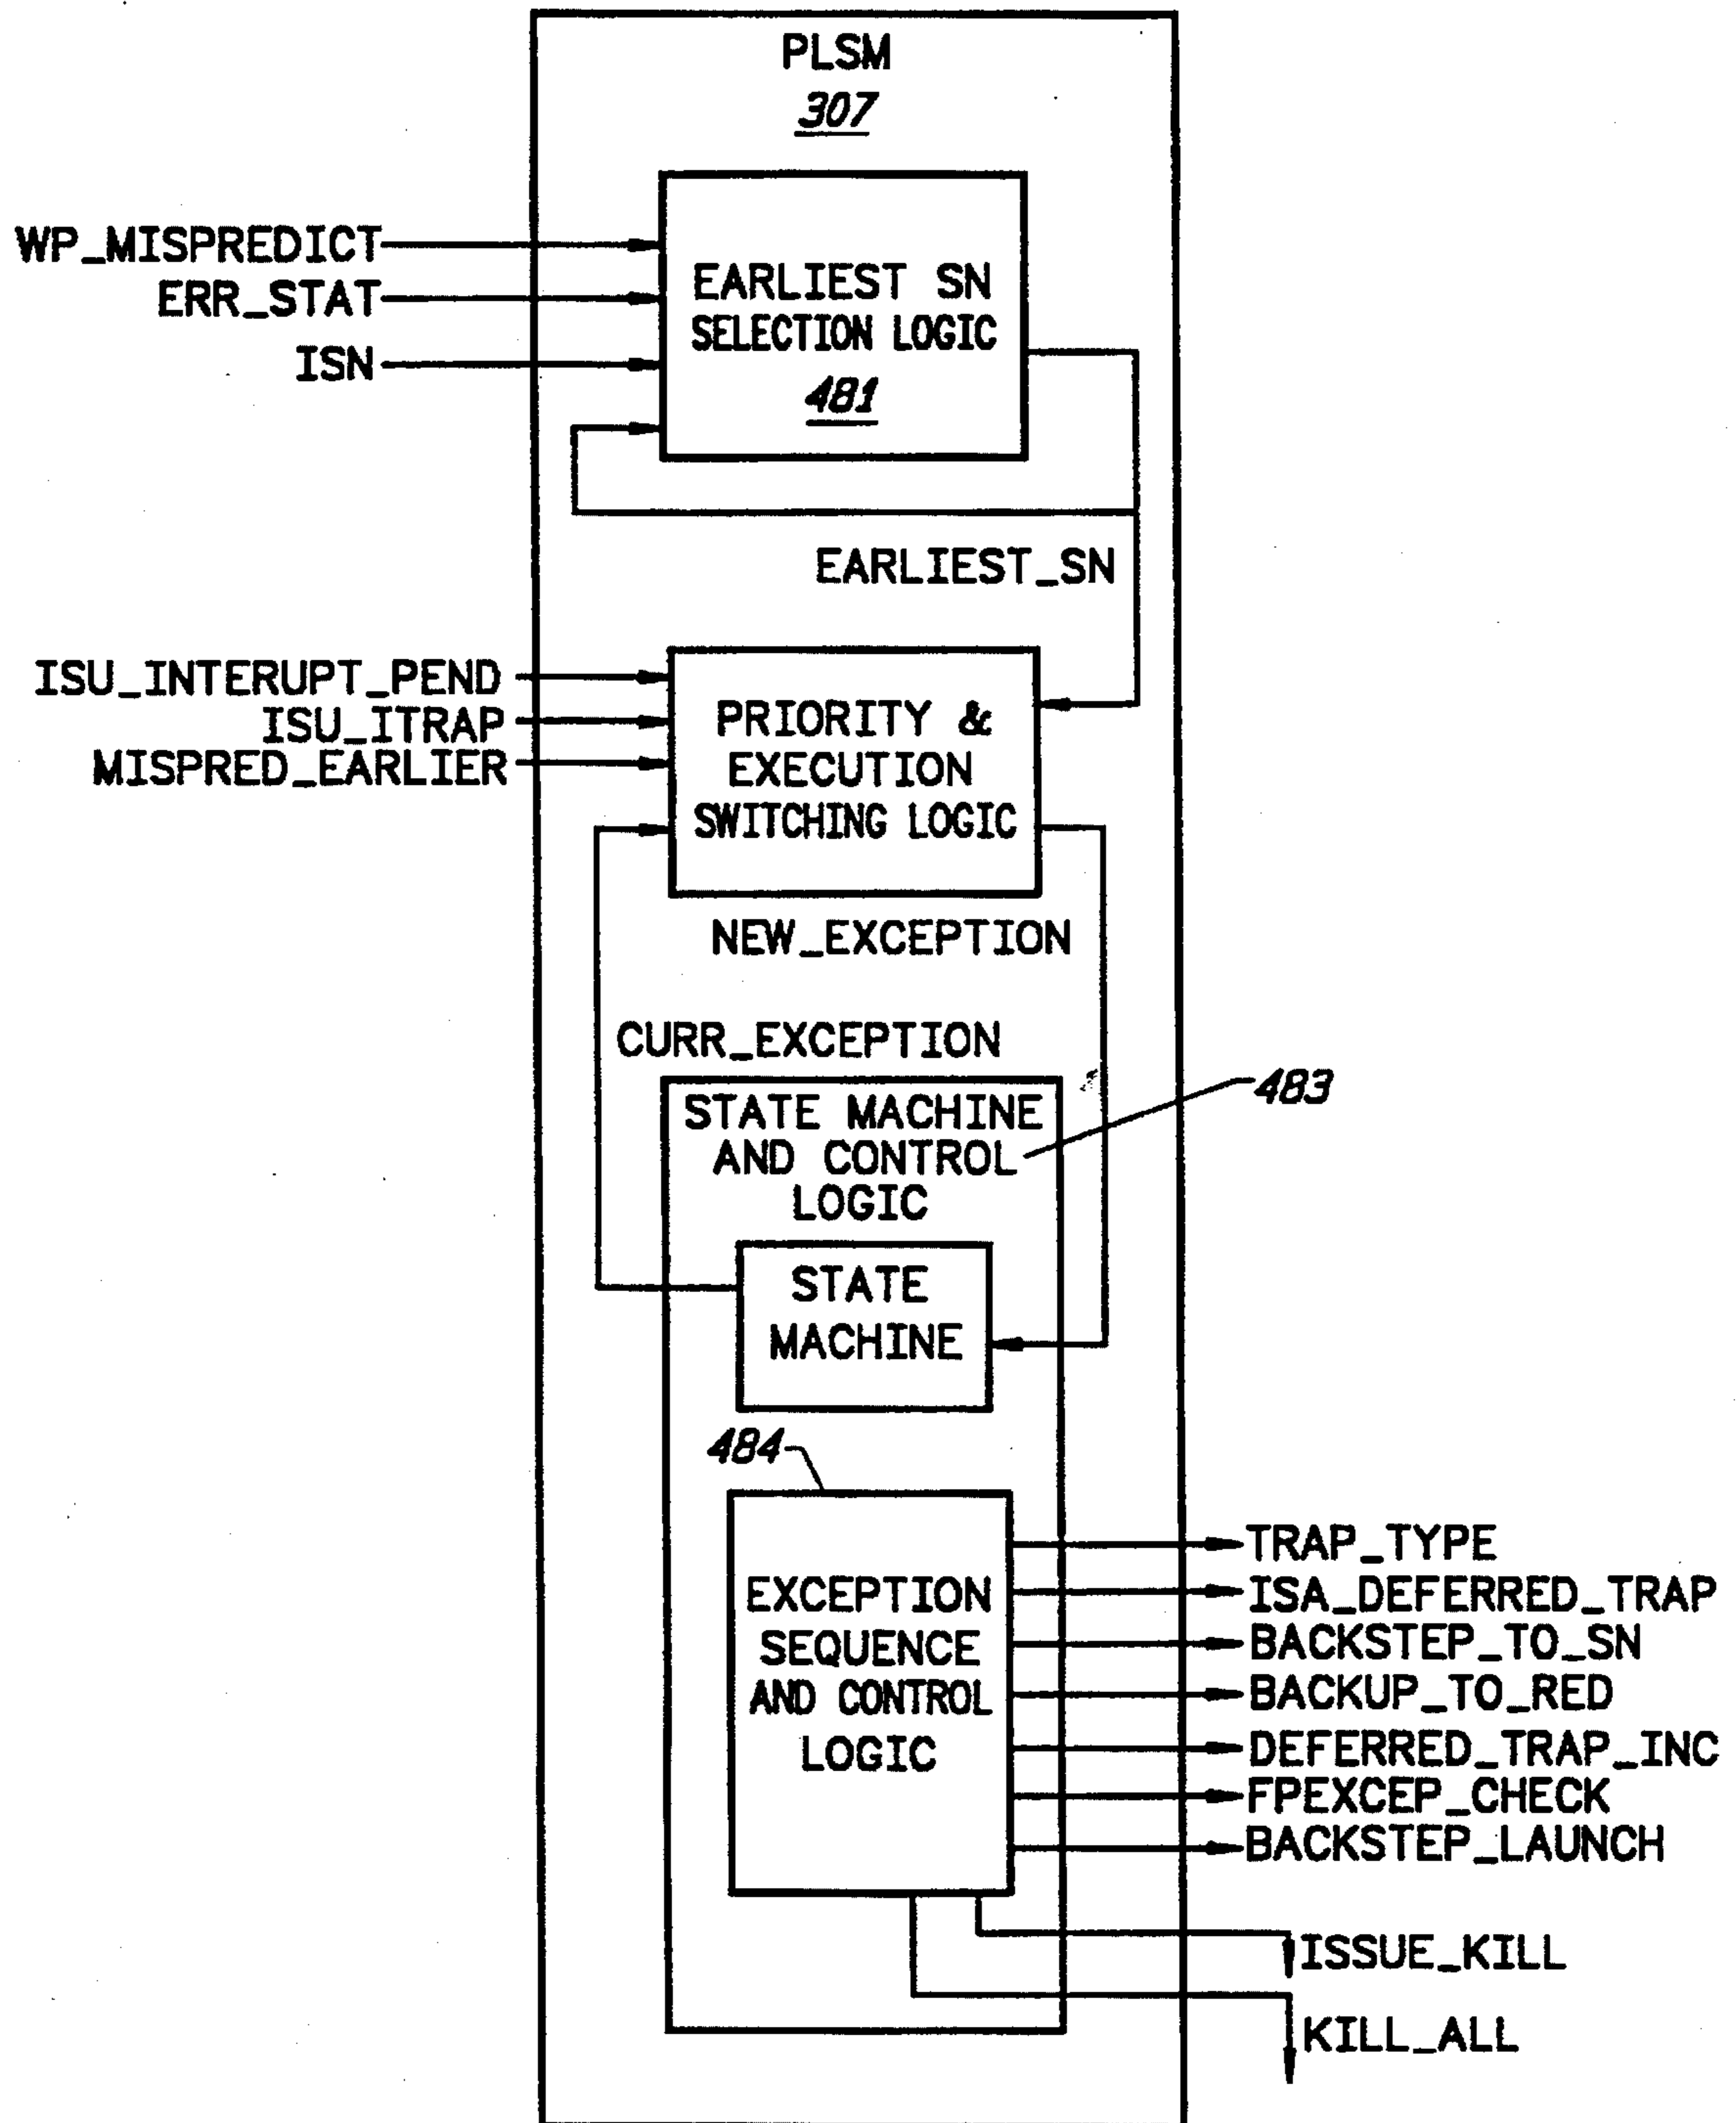 PLSM
307
WP_MISPREDICT
ERR_STAT
ISN
EARLIEST SN
SELECTION LOGIC
481
EARLIEST_SN
ISU_INTERUPT_PEND
ISU_ITRAP
MISPRED_EARLIER
PRIORITY &
EXECUTION
SWITCHING LOGIC
NEW_EXCEPTION
CURR_EXCEPTION
STATE MACHINE
AND CONTROL
LOGIC
483
STATE
MACHINE
484
EXCEPTION
SEQUENCE
AND CONTROL
LOGIC
TRAP_TYPE
ISA_DEFERRED_TRAP
BACKSTEP_TO_SN
BACKUP_TO_RED
DEFERRED_TRAP_INC
FPEXCEP_CHECK
BACKSTEP_LAUNCH
ISSUE_KILL
KILL_ALL